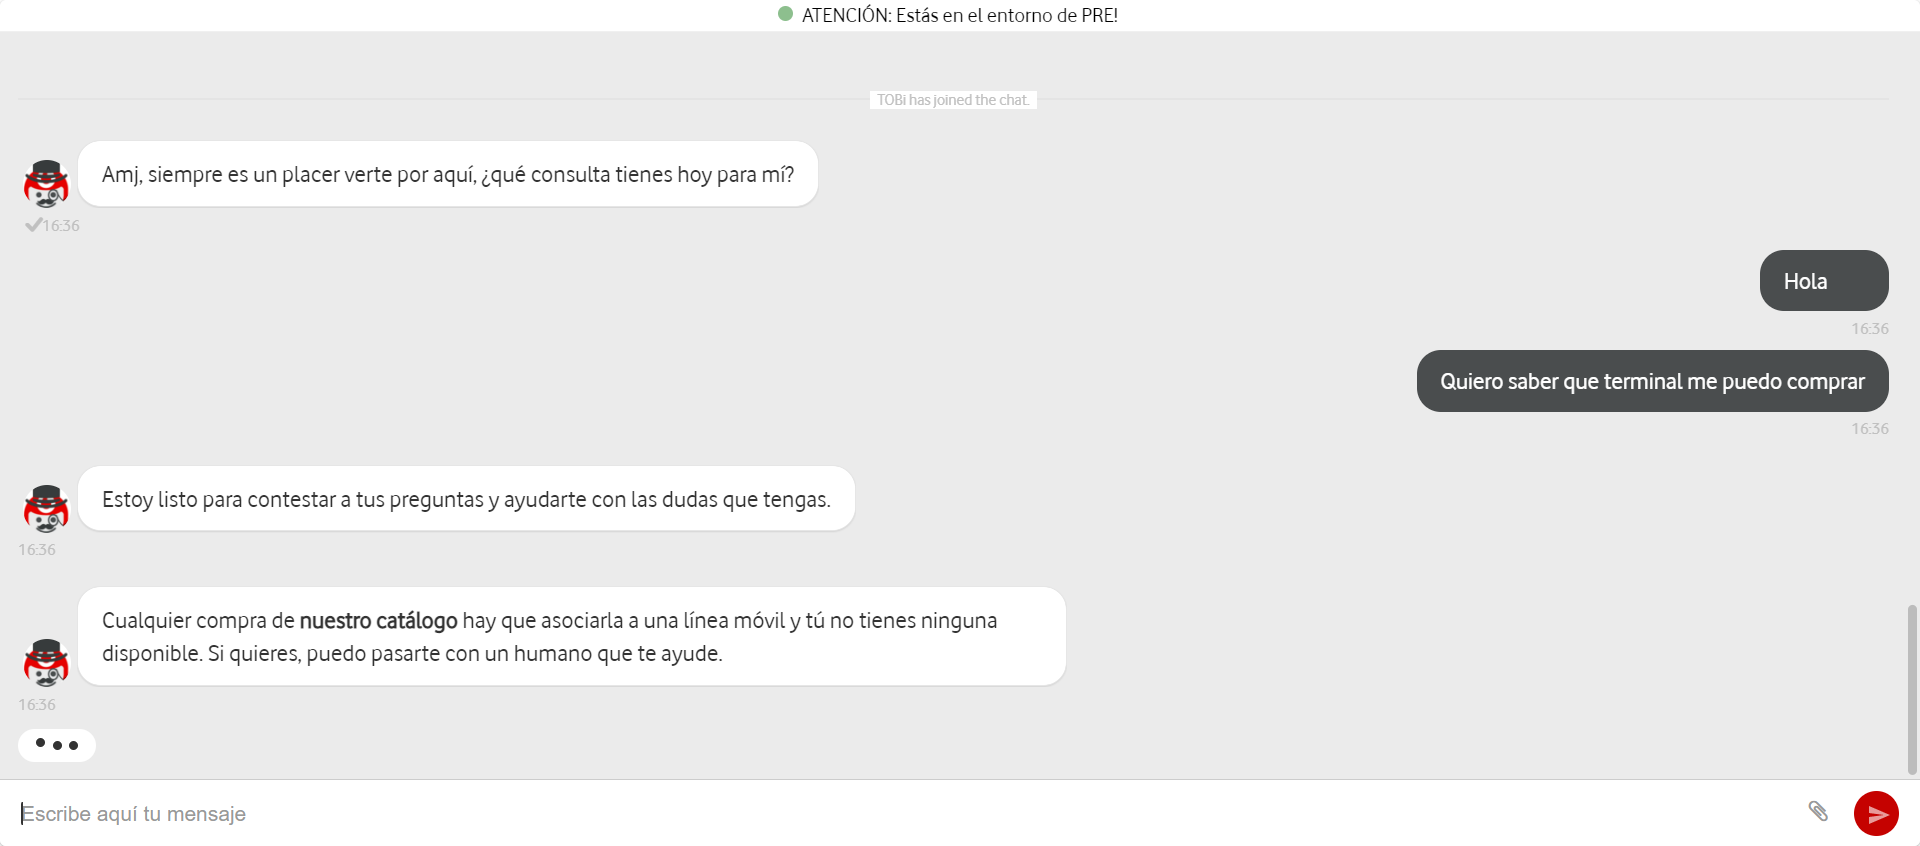 ATENCIÓN: Estás en el entorno de PRE!
TOBi has joined the chat.
Amj, siempre es un placer verte por aquí, ¿qué consulta tienes hoy para mí?
16:36
Hola
16:36
Quiero saber que terminal me puedo comprar
16:36
Estoy listo para contestar a tus preguntas y ayudarte con las dudas que tengas.
16:36
Cualquier compra de nuestro catálogo hay que asociarla a una línea móvil y tú no tienes ninguna
disponible. Si quieres, puedo pasarte con un humano que te ayude.
16:36
Escribe aquí tu mensaje